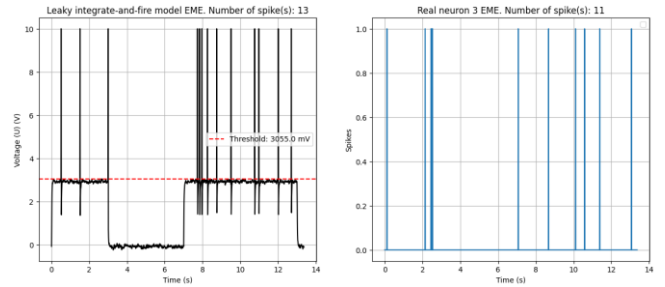 Leaky integrate-and-fire model EME. Number of spike(s): 13
Voltage (U) (V)
10
8
6
4
2
0
Threshold: 3055.0 mV
0 2 4 6 8 10 12 14
Time (s)
Real neuron 3 EME. Number of spike(s): 11
Spikes
1.0
0.8
0.6
0.4
0.2
0.0
0 2 4 6 8 10 12 14
Time (s)